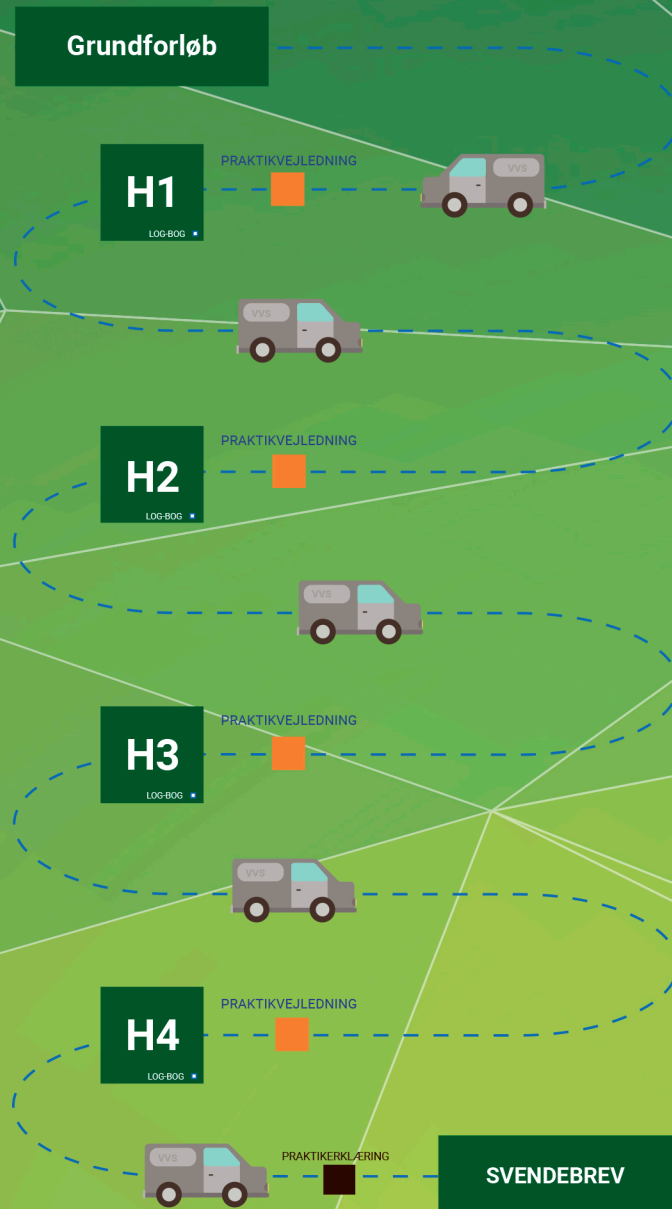 Grundforløb
PRAKTIKVEJLEDNING
VVS
H1
LOG-BOG
VVS
PRAKTIKVEJLEDNING
H2
LOG-BOG
VVS
PRAKTIKVEJLEDNING
H3
LOG-BOG
VVS
PRAKTIKVEJLEDNING
H4
LOG-BOG
VVS
PRAKTIKERKLÆRING
SVENDEBREV